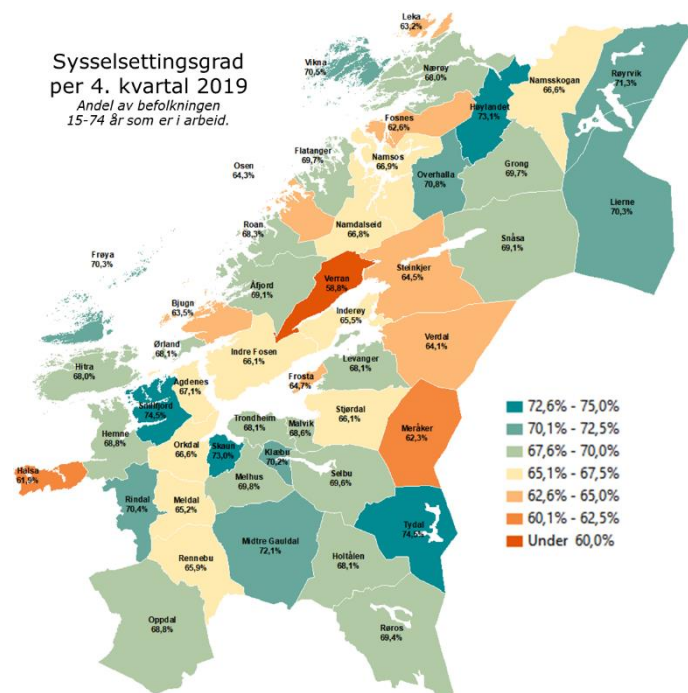 Sysselsettingsgrad
per 4. kvartal 2019
Andel av befolkningen
15-74 år som er i arbeid.
Leka
63,2%
Vikna
70,5%
Nærøy
68,0%
Namsskogan
66,6%
Røyrvik
71,3%
Høylandet
73,1%
Fosnes
62,6%
Flatanger
69,7%
Namsos
66,9%
Overhalla
70,8%
Grong
69,7%
Lierne
70,3%
Osen
64,3%
Roan
68,3%
Namdalseid
66,8%
Snåsa
69,1%
Frøya
70,3%
Åfjord
69,1%
Verran
58,8%
Steinkjer
64,5%
Bjugn
63,5%
Inderøy
65,5%
Verdal
64,1%
Ørland
68,1%
Indre Fosen
66,1%
Levanger
68,1%
Hitra
68,0%
Agdenes
67,1%
Frosta
64,7%
Snillfjord
74,5%
Trondheim
68,1%
Malvik
68,6%
Stjørdal
66,1%
Meråker
62,3%
Hemne
68,8%
Orkdal
66,6%
Skaun
73,0%
Klæbu
70,2%
Halsa
61,9%
Melhus
69,8%
Selbu
69,6%
Rindal
70,4%
Meldal
65,2%
Tydal
Midtre Gauldal
72,1%
Rennebu
65,9%
Holtålen
68,1%
Oppdal
68,8%
Røros
69,4%
72,6% - 75,0%
70,1% - 72,5%
67,6% - 70,0%
65,1% - 67,5%
62,6% - 65,0%
60,1% - 62,5%
Under 60,0%